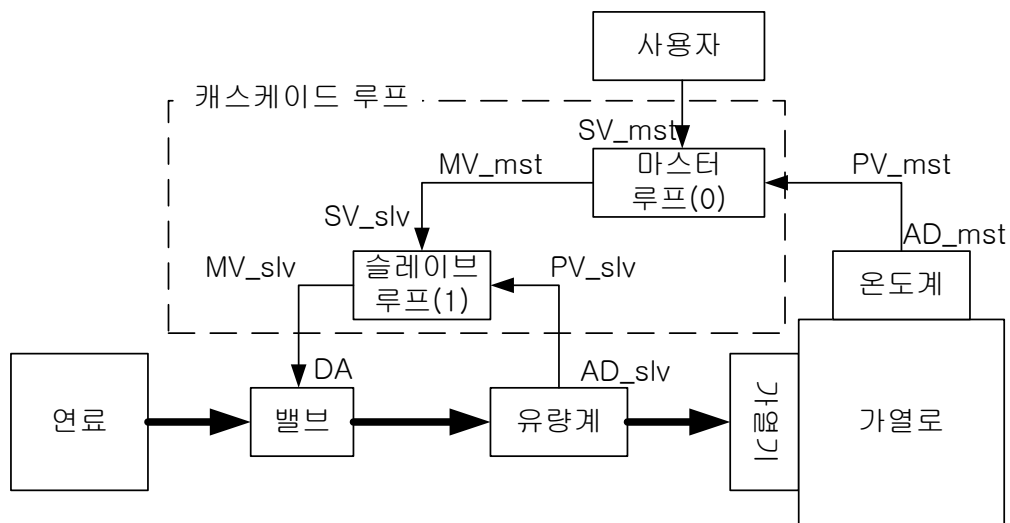 사용자
캐스케이드 루프
SV_mst
MV_mst
마스터
루프(0)
PV_mst
SV_slv
AD_mst
MV_slv
슬레이브
루프(1)
PV_slv
온도계
DA
AD_slv
연료
밸브
유량계
가열기
가열로